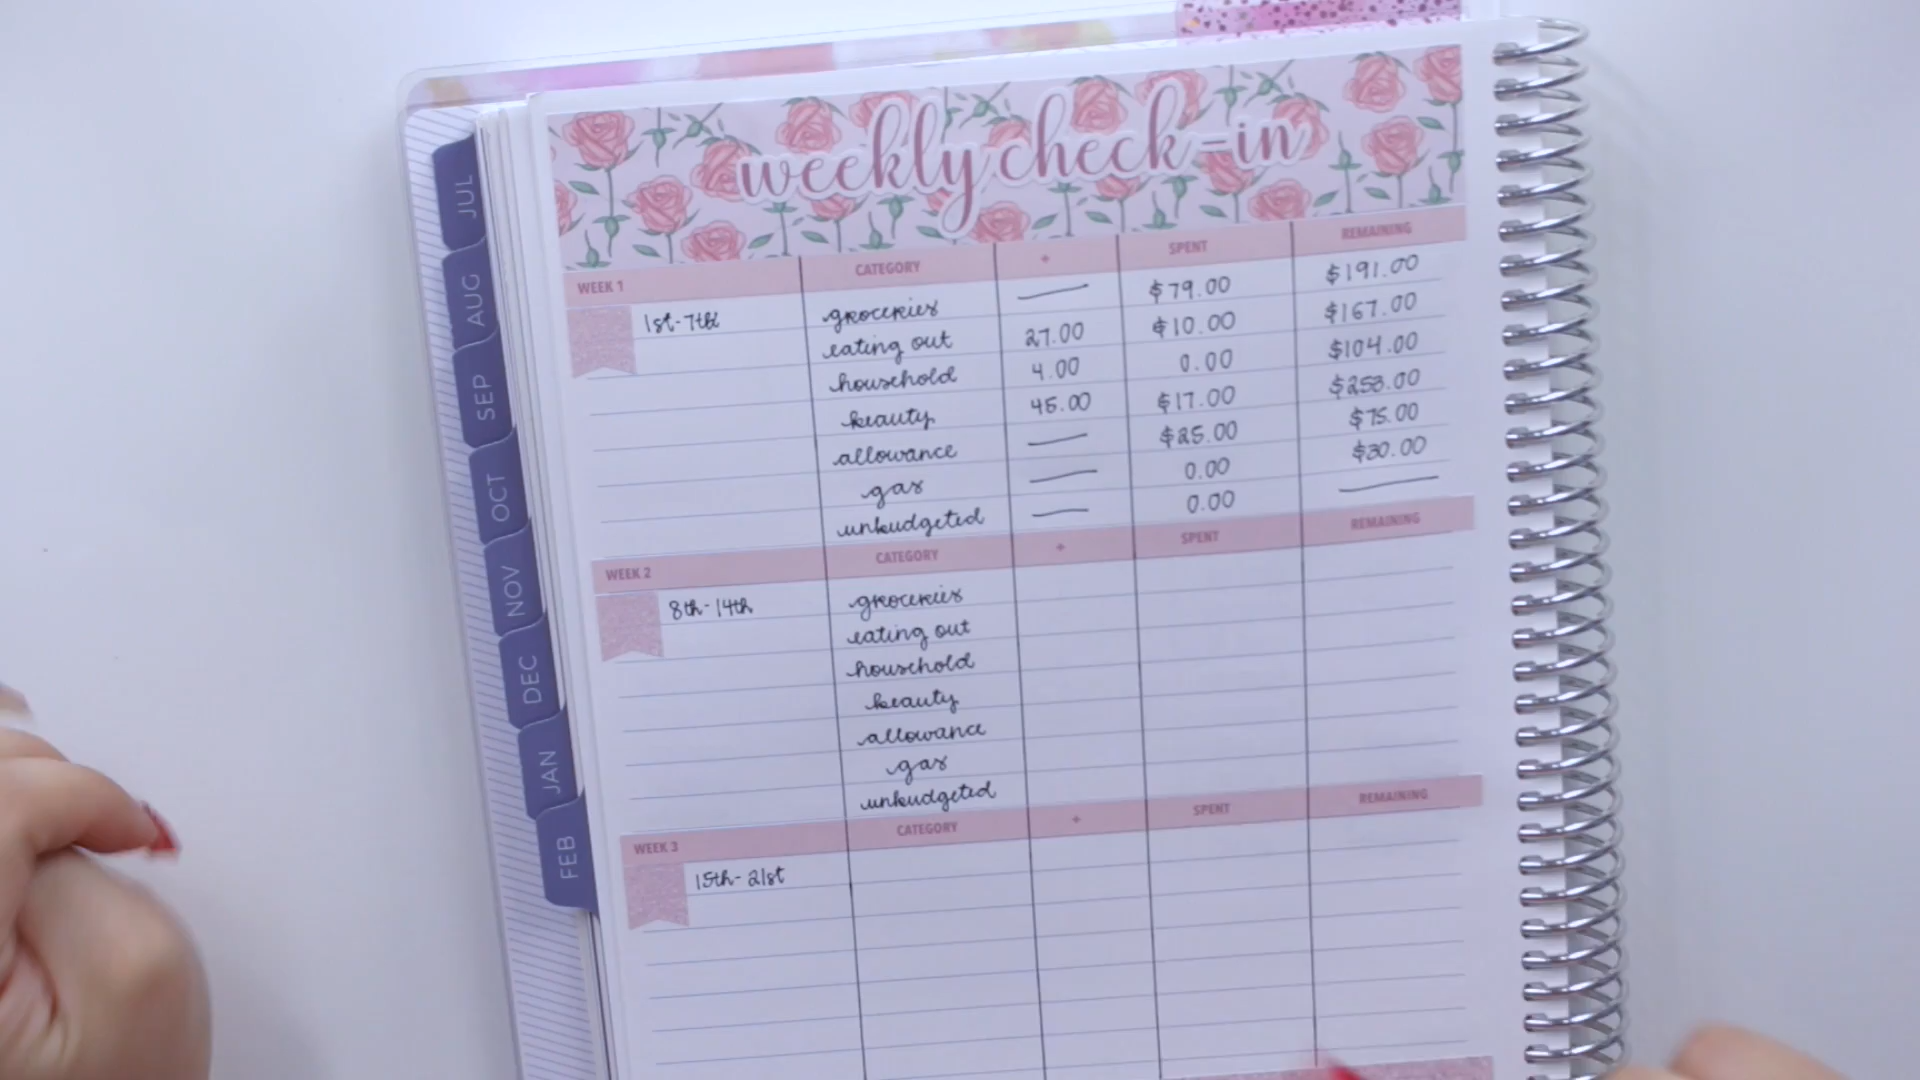 weekly check-in
WEEK 1 CATEGORY + SPENT REMAINING
1st-7th groceries — $79.00 $191.00
eating out 27.00 $10.00 $167.00
household 4.00 0.00 $104.00
beauty 45.00 $17.00 $253.00
allowance — $25.00 $75.00
gas — 0.00 $30.00
unbudgeted — 0.00 —
WEEK 2 CATEGORY + SPENT REMAINING
8th-14th groceries
eating out
household
beauty
allowance
gas
unbudgeted
WEEK 3 CATEGORY + SPENT REMAINING
15th-21st
JUL
AUG
SEP
OCT
NOV
DEC
JAN
FEB